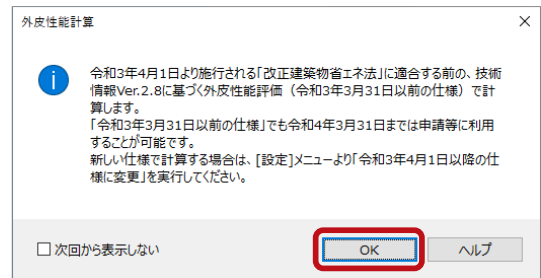 外皮性能計算
令和3年4月1日より施行される「改正建築物省エネ法」に適合する前の、技術
情報Ver.2.8に基づく外皮性能評価（令和3年3月31日以前の仕様）で計
算します。
「令和3年3月31日以前の仕様」でも令和4年3月31日までは申請等に利用
することが可能です。
新しい仕様で計算する場合は、[設定]メニューより「令和3年4月1日以降の仕
様に変更」を実行してください。
次回から表示しない
OK
ヘルプ